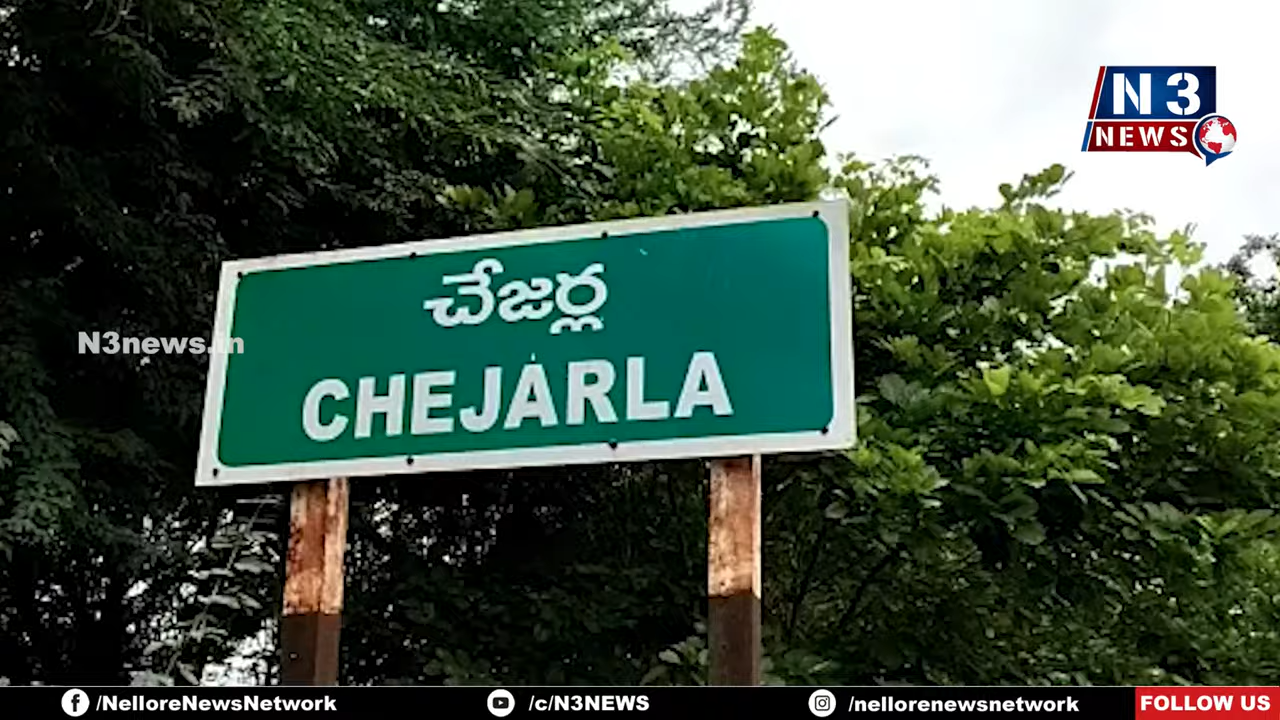 N3
NEWS
చేజర్ల
CHEJARLA
N3news.in
/NelloreNewsNetwork
/c/N3NEWS
/nellorenewsnetwork
FOLLOW US